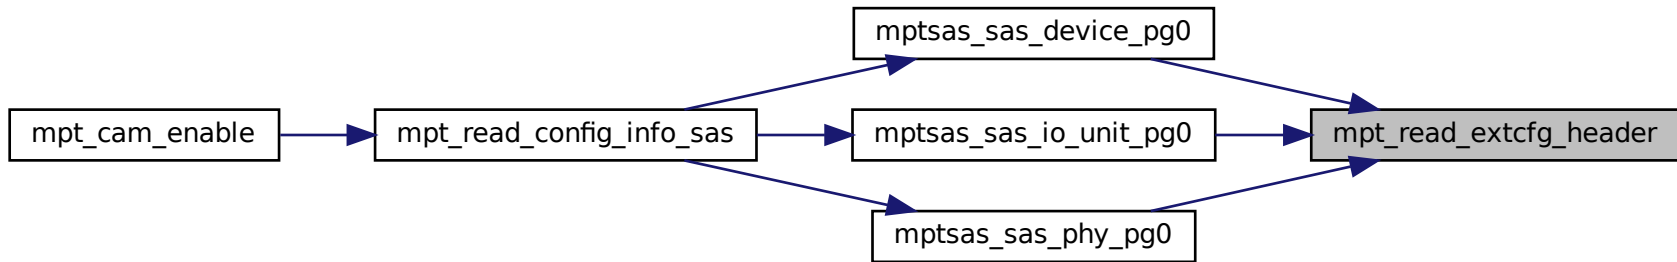 mptsas_sas_device_pg0
mpt_cam_enable
mpt_read_config_info_sas
mptsas_sas_io_unit_pg0
mpt_read_extcfg_header
mptsas_sas_phy_pg0